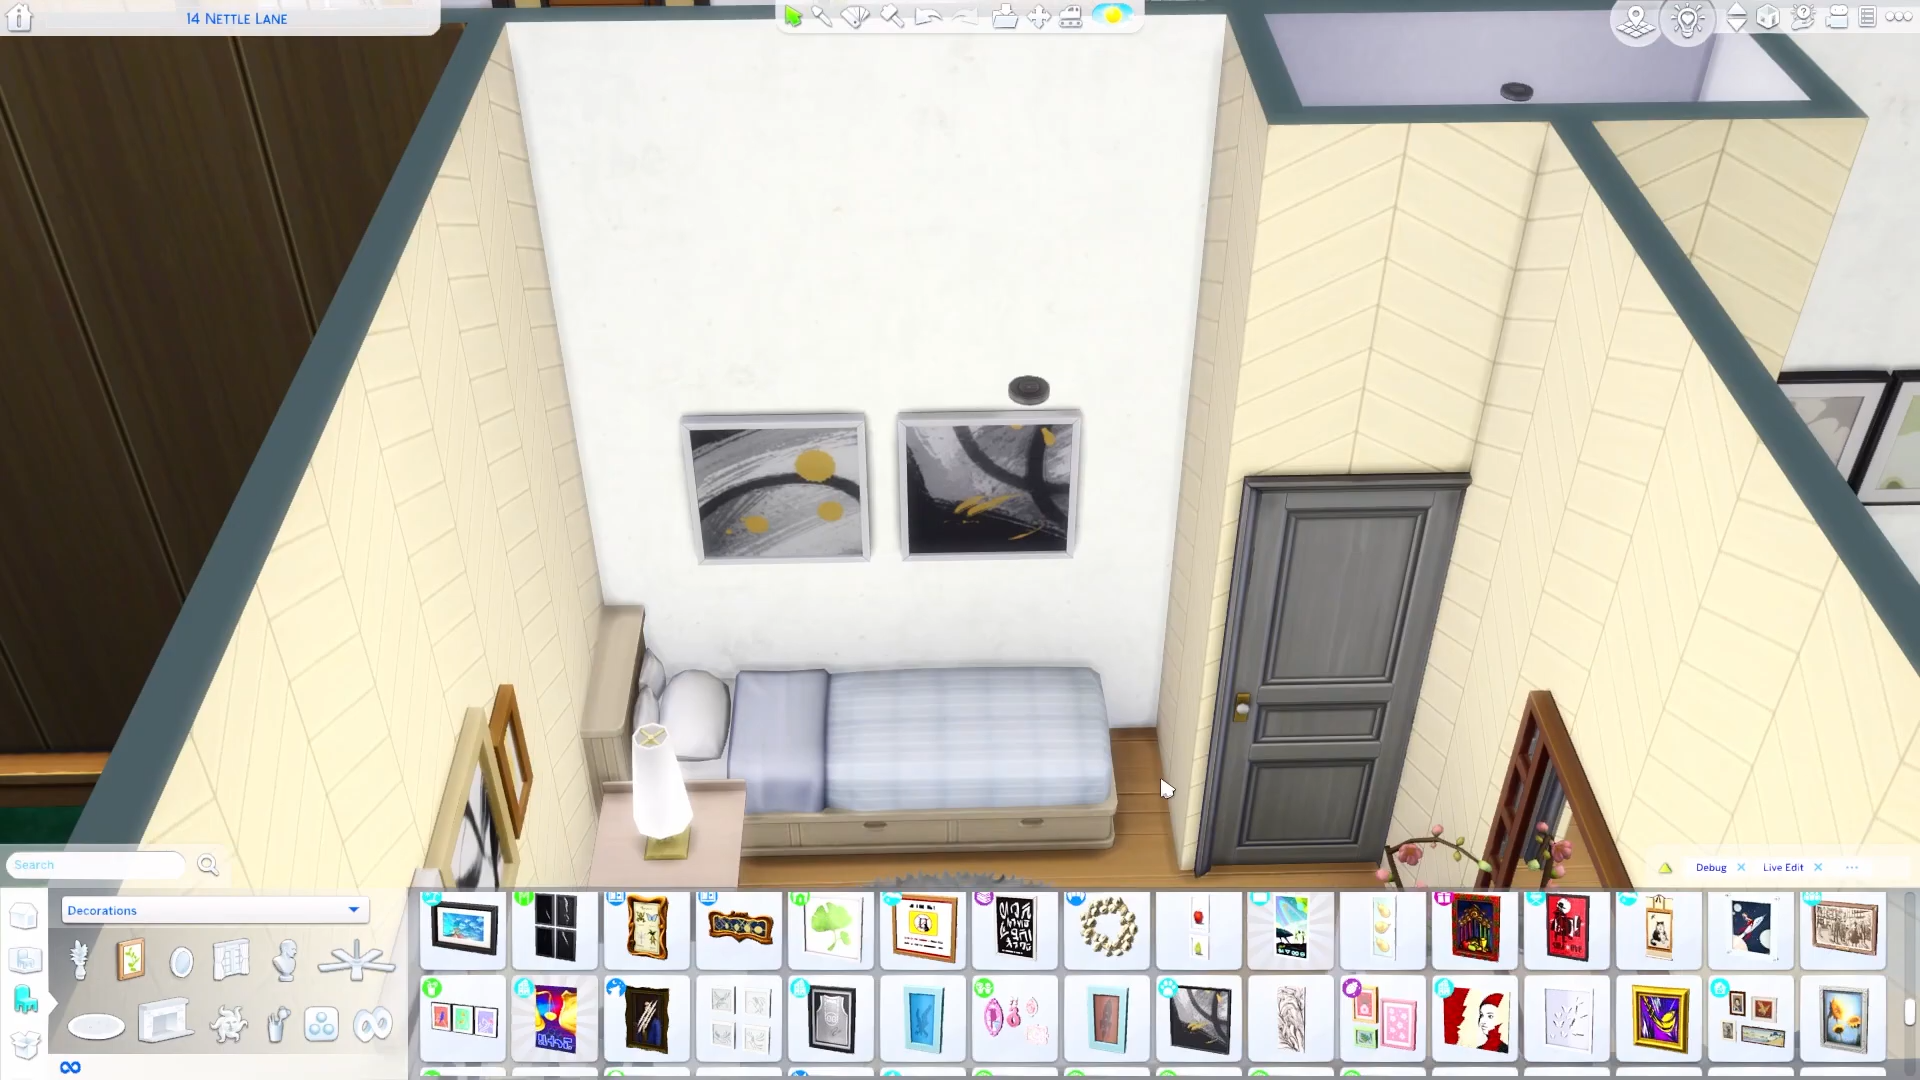 14 Nettle Lane
Search
Debug
Live Edit
Decorations